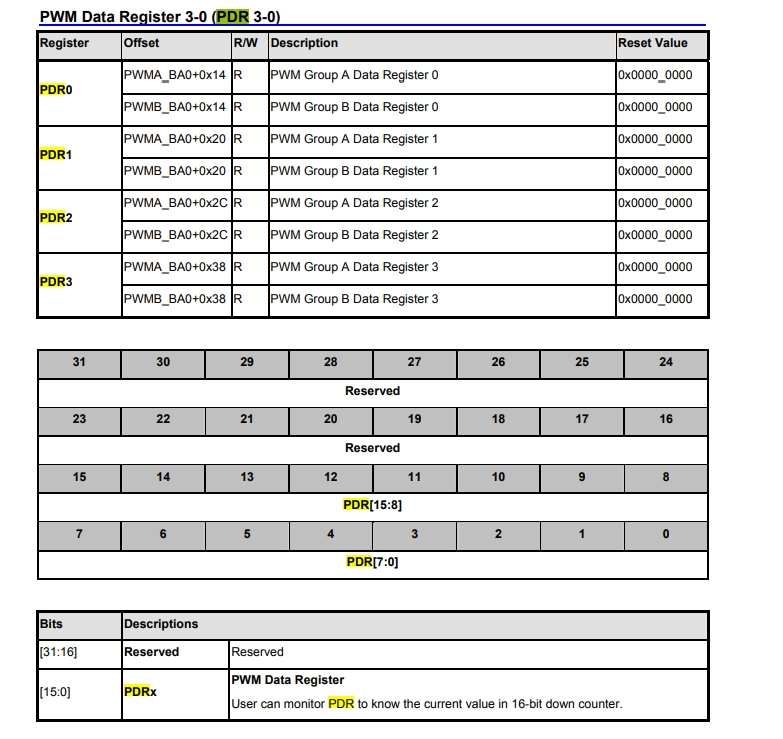 PWM Data Register 3-0 (PDR 3-0)
Register Offset R/W Description Reset Value
PDR0
PWMA_BA0+0x14 R PWM Group A Data Register 0 0x0000_0000
PWMB_BA0+0x14 R PWM Group B Data Register 0 0x0000_0000
PDR1
PWMA_BA0+0x20 R PWM Group A Data Register 1 0x0000_0000
PWMB_BA0+0x20 R PWM Group B Data Register 1 0x0000_0000
PDR2
PWMA_BA0+0x2C R PWM Group A Data Register 2 0x0000_0000
PWMB_BA0+0x2C R PWM Group B Data Register 2 0x0000_0000
PDR3
PWMA_BA0+0x38 R PWM Group A Data Register 3 0x0000_0000
PWMB_BA0+0x38 R PWM Group B Data Register 3 0x0000_0000
31 30 29 28 27 26 25 24
Reserved
23 22 21 20 19 18 17 16
Reserved
15 14 13 12 11 10 9 8
PDR[15:8]
7 6 5 4 3 2 1 0
PDR[7:0]
Bits Descriptions
[31:16] Reserved Reserved
[15:0] PDRx
PWM Data Register
User can monitor PDR to know the current value in 16-bit down counter.